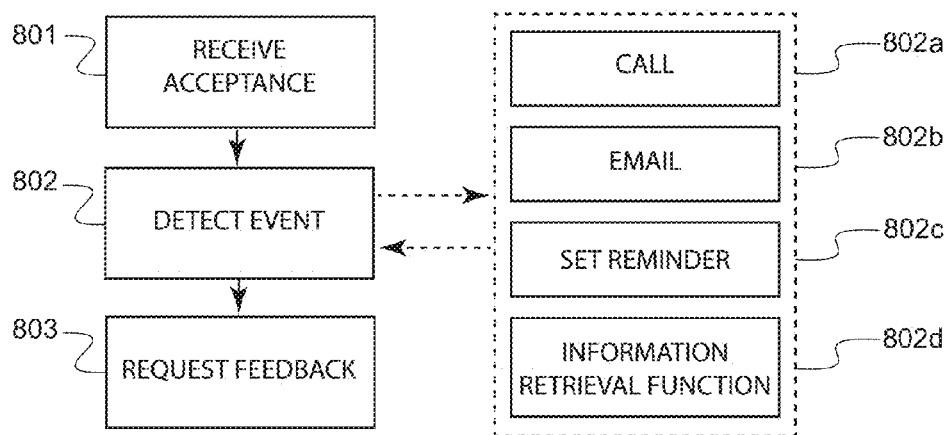 801
RECEIVE
ACCEPTANCE
802
DETECT EVENT
803
REQUEST FEEDBACK
CALL
802a
EMAIL
802b
SET REMINDER
802c
INFORMATION
RETRIEVAL FUNCTION
802d